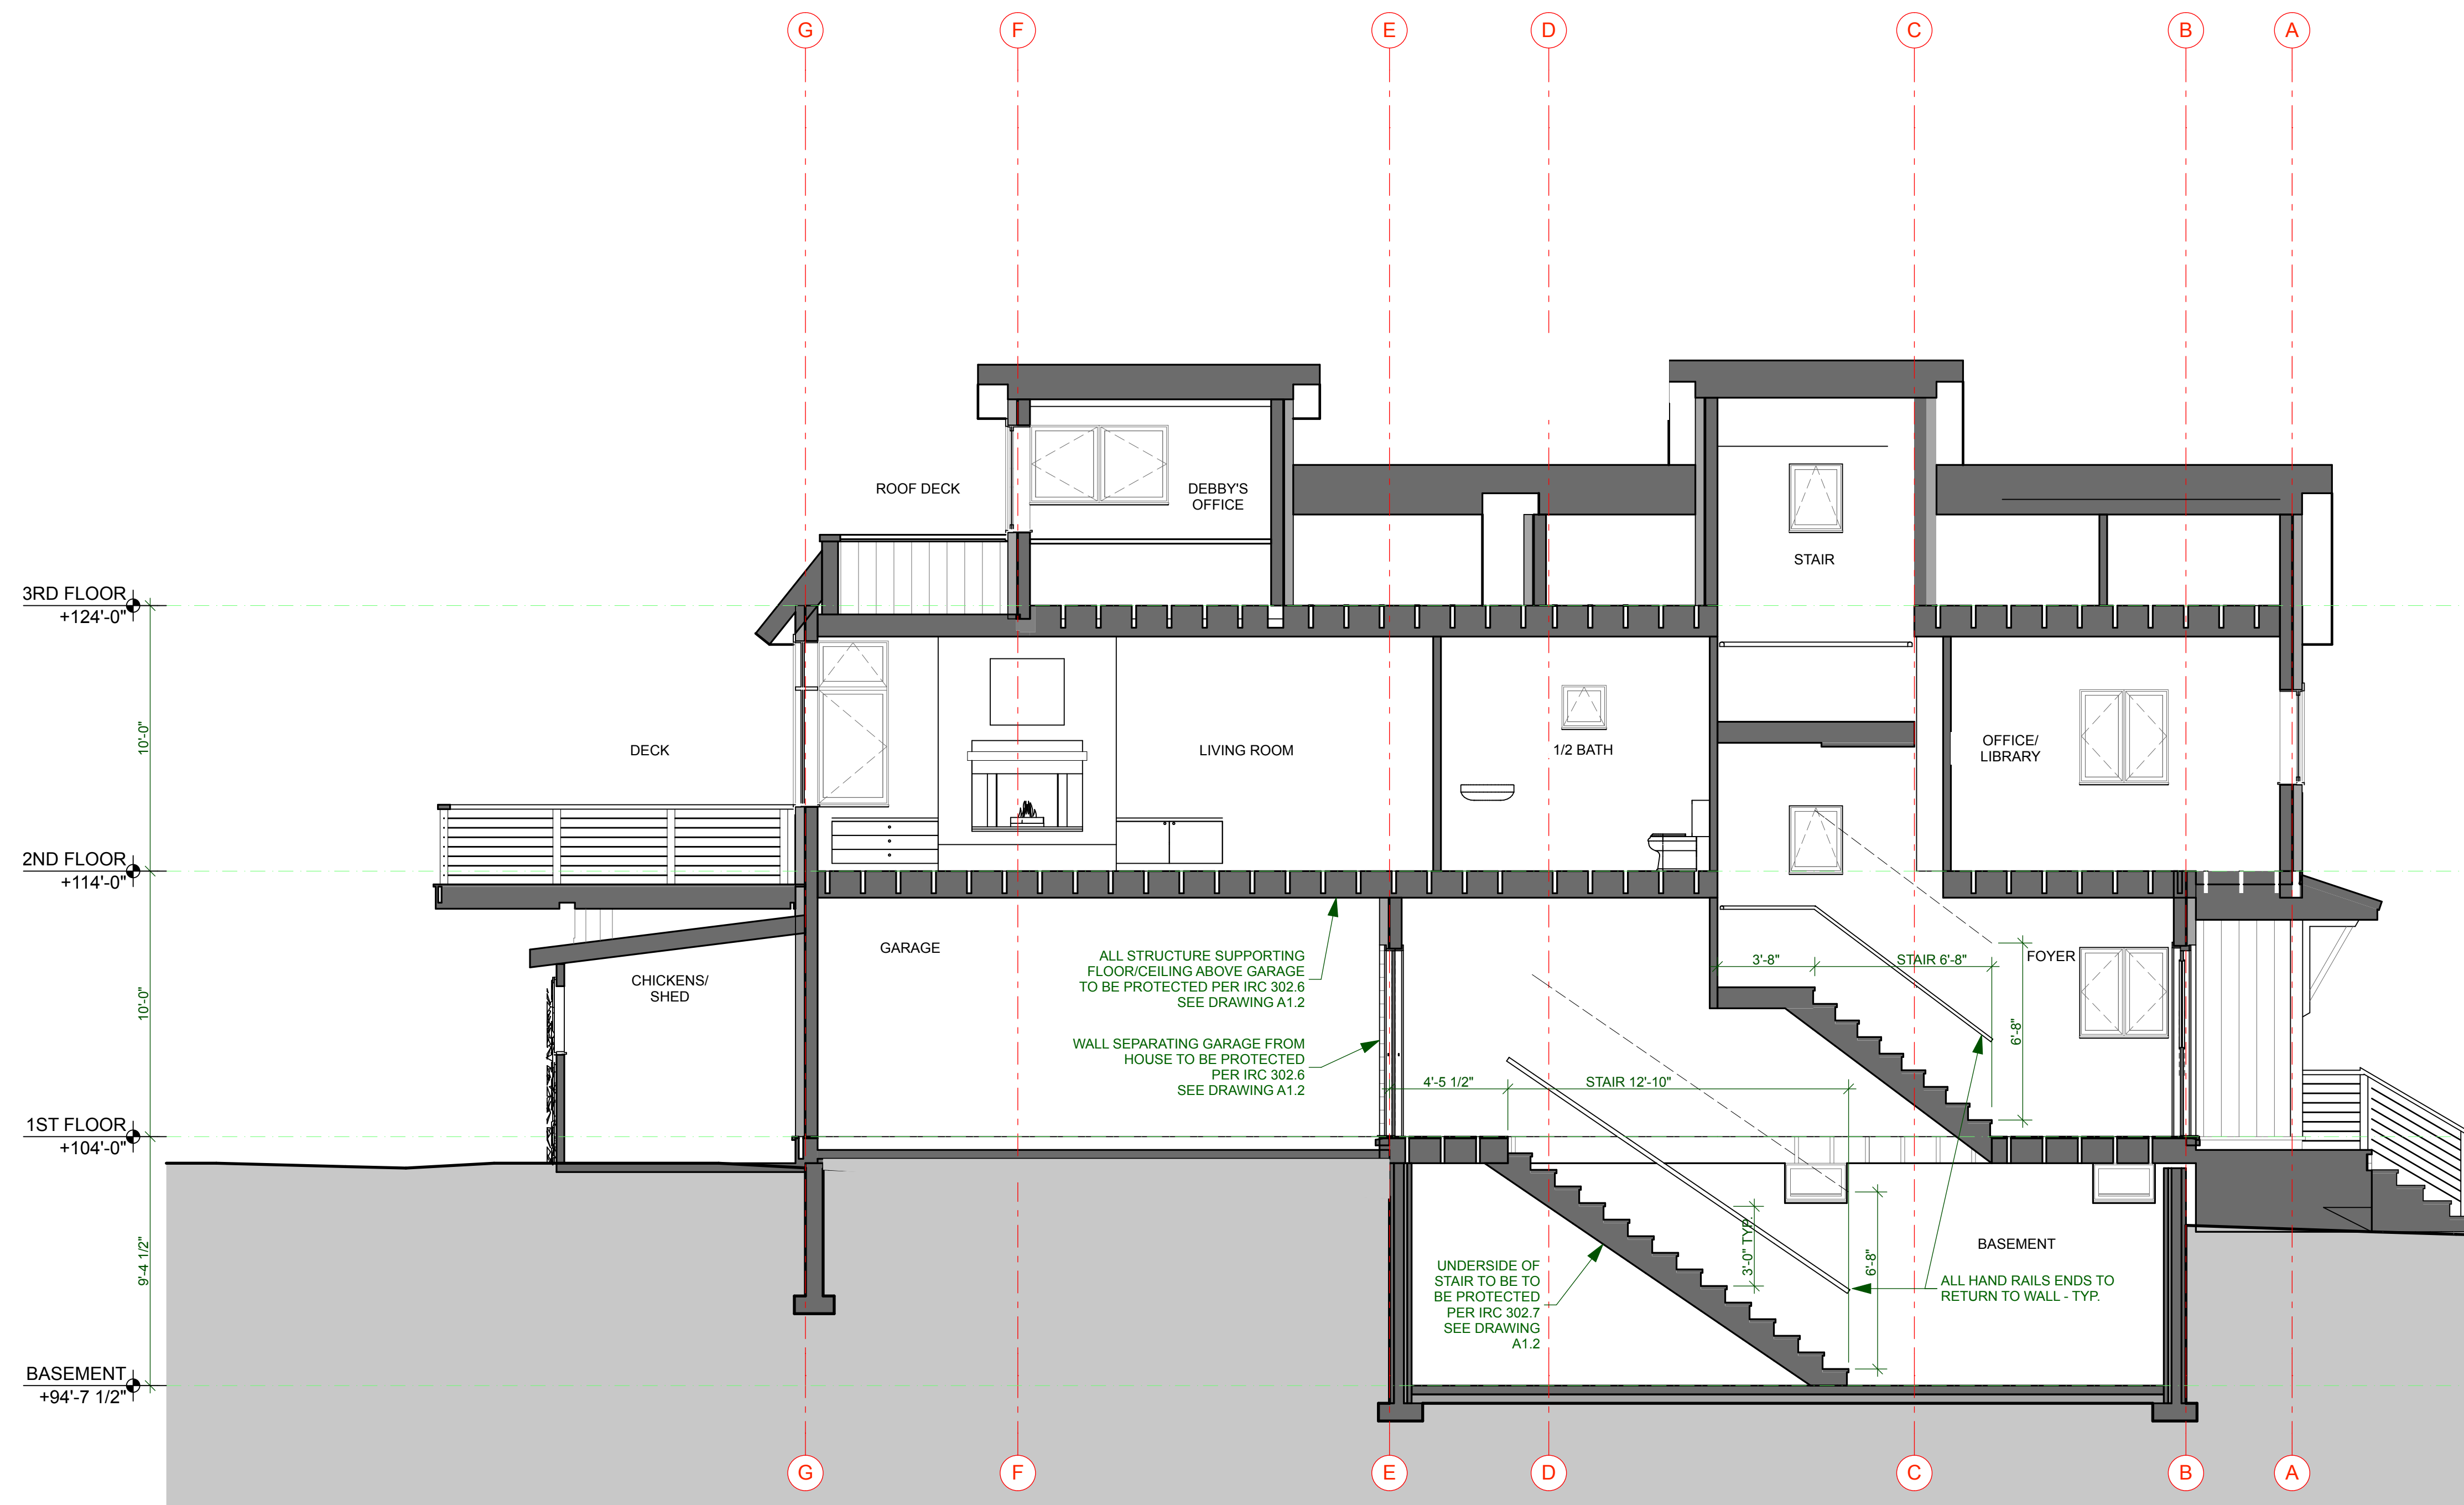 G
F
E
D
C
B
A
ROOF DECK
DEBBY'S
OFFICE
STAIR
3RD FLOOR
+124'-0"
10'-0"
DECK
LIVING ROOM
1/2 BATH
OFFICE/
LIBRARY
2ND FLOOR
+114'-0"
10'-0"
GARAGE
CHICKENS/
SHED
ALL STRUCTURE SUPPORTING
FLOOR/CEILING ABOVE GARAGE
TO BE PROTECTED PER IRC 302.6
SEE DRAWING A1.2
WALL SEPARATING GARAGE FROM
HOUSE TO BE PROTECTED
PER IRC 302.6
SEE DRAWING A1.2
3'-8"
STAIR 6'-8"
FOYER
6'-8"
4'-5 1/2"
STAIR 12'-10"
1ST FLOOR
+104'-0"
9'-4 1/2"
3'-0" TYP.
6'-8"
BASEMENT
UNDERSIDE OF
STAIR TO BE TO
BE PROTECTED
PER IRC 302.7
SEE DRAWING
A1.2
ALL HAND RAILS ENDS TO
RETURN TO WALL - TYP.
BASEMENT
+94'-7 1/2"
G
F
E
D
C
B
A